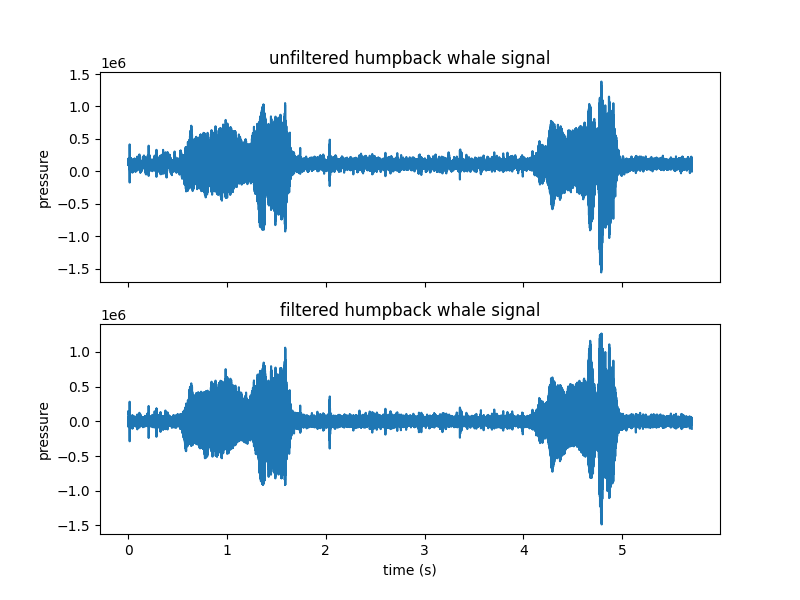 unfiltered humpback whale signal
1e6
1.5
1.0
0.5
0.0
−0.5
−1.0
−1.5
pressure
filtered humpback whale signal
1e6
1.0
0.5
0.0
−0.5
−1.0
−1.5
pressure
0 1 2 3 4 5
time (s)